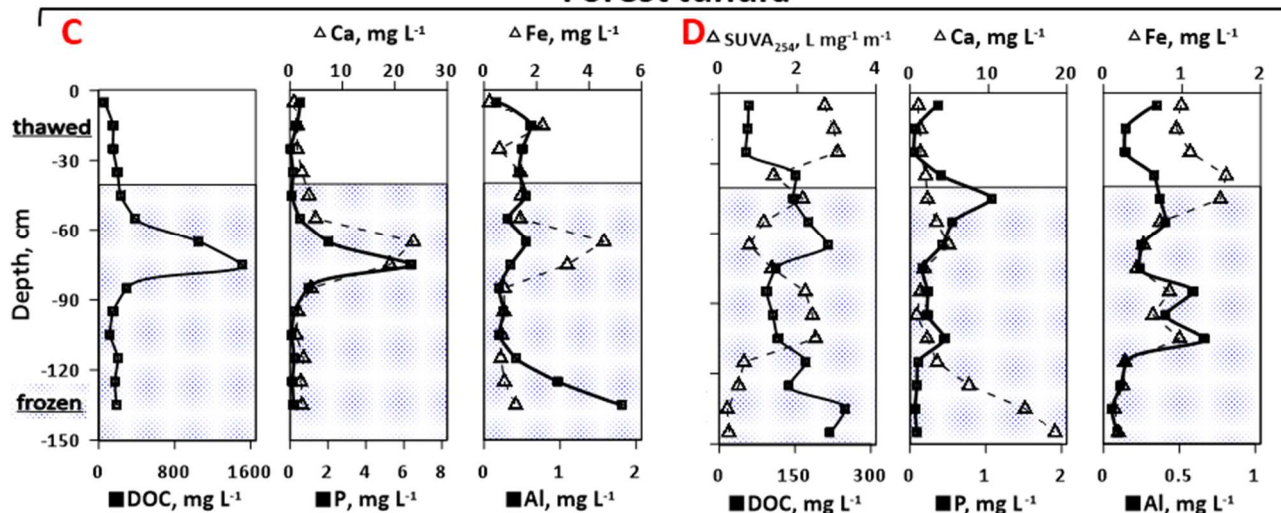 Forest tundra
C △Ca, mg L⁻¹ △Fe, mg L⁻¹ D △SUVA₂₅₄, L mg⁻¹ m⁻¹ △Ca, mg L⁻¹ △Fe, mg L⁻¹
0 10 20 30 0 2 4 6 0 2 4 0 10 20 0 1 2
0
thawed
-30
-60
Depth, cm
-90
-120
frozen
-150
0 800 1600 0 2 4 6 8 0 1 2 0 150 300 0 1 2 0 0.5 1
■DOC, mg L⁻¹ ■P, mg L⁻¹ ■Al, mg L⁻¹ ■DOC, mg L⁻¹ ■P, mg L⁻¹ ■Al, mg L⁻¹